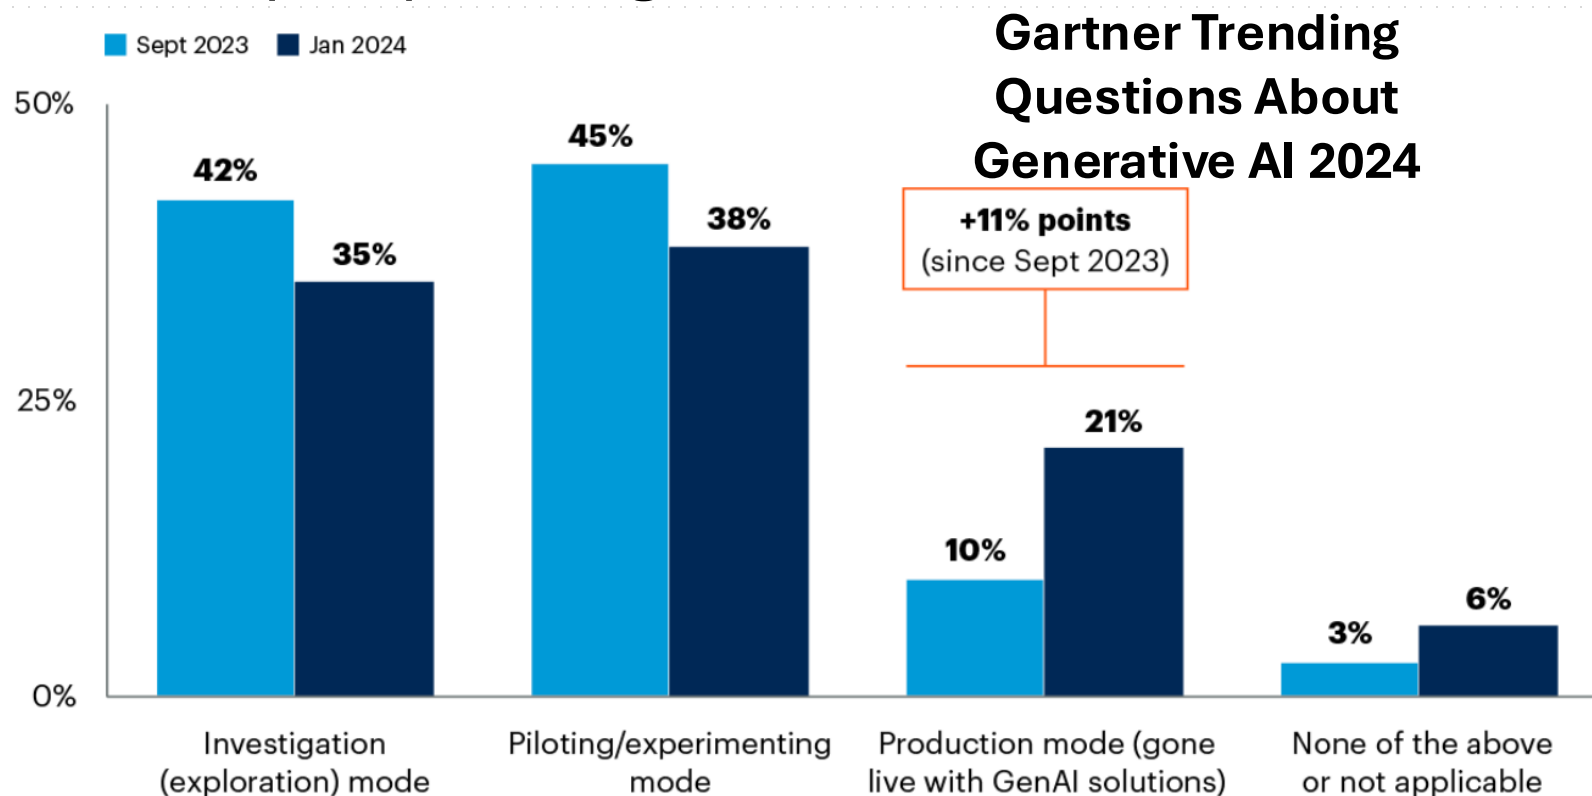 Gartner Trending
Questions About
Generative AI 2024
Sept 2023 Jan 2024
50%
25%
0%
42%
35%
45%
38%
+11% points
(since Sept 2023)
10%
21%
3%
6%
Investigation
(exploration) mode
Piloting/experimenting
mode
Production mode (gone
live with GenAI solutions)
None of the above
or not applicable